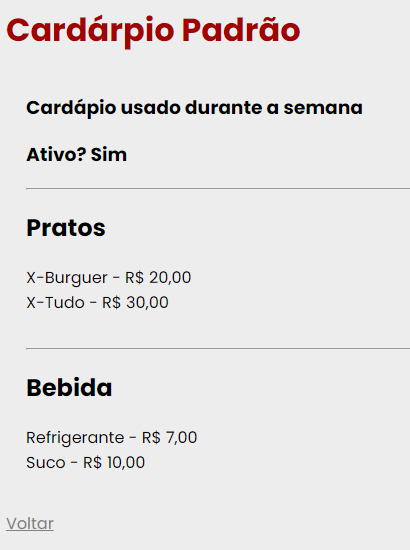 Cardárpio Padrão
Cardápio usado durante a semana
Ativo? Sim
Pratos
X-Burguer - R$ 20,00
X-Tudo - R$ 30,00
Bebida
Refrigerante - R$ 7,00
Suco - R$ 10,00
Voltar